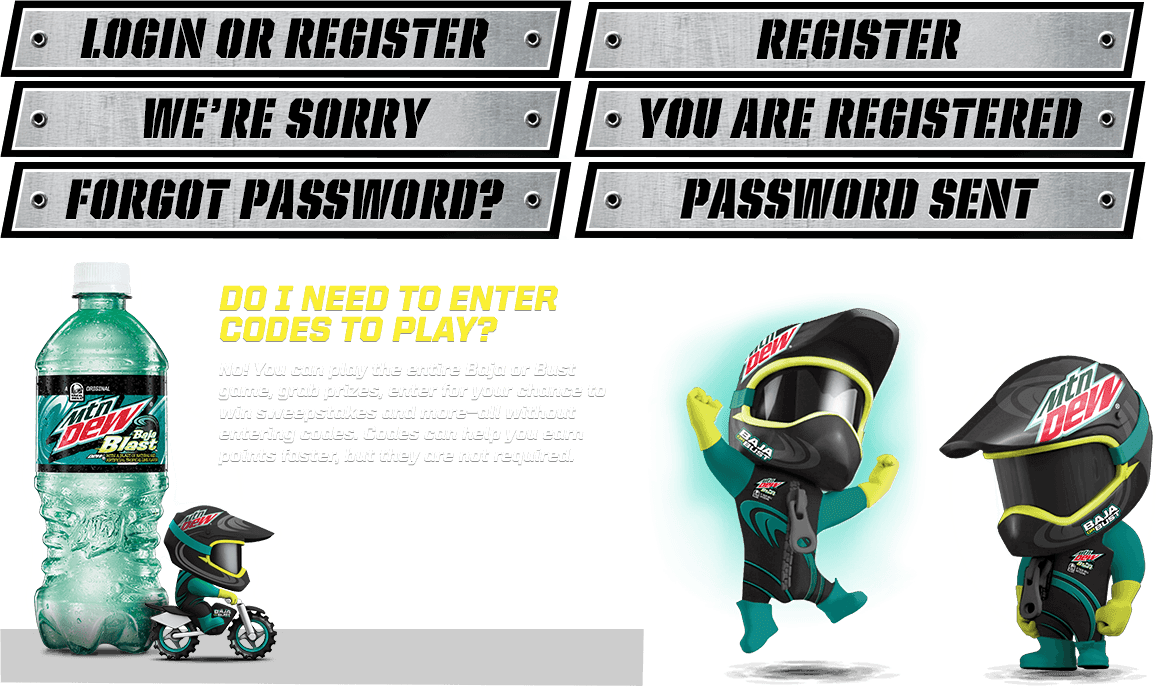 LOGIN OR REGISTER
REGISTER
WE'RE SORRY
YOU ARE REGISTERED
FORGOT PASSWORD?
PASSWORD SENT
DO I NEED TO ENTER
CODES TO PLAY?
No! You can play the entire Baja or Bust
game, grab prizes, enter for your chance to
win sweepstakes and more–all without
entering codes. Codes can help you earn
points faster, but they are not required.
A ORIGINAL
Mtn
DEW
Baja
Blast
Mtn
DEW
BAJA
DEW
BAJA
OR BUST
Mtn
DEW
BAJA
OR BUST